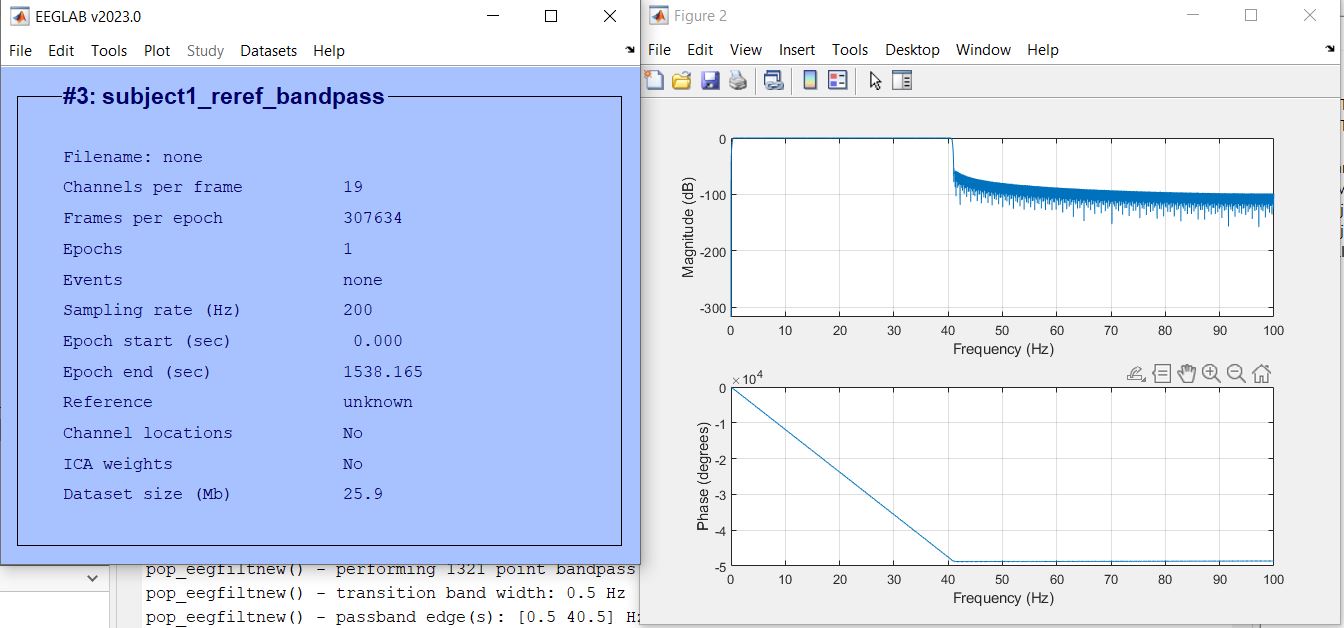 EEGLAB v2023.0
File Edit Tools Plot Study Datasets Help
#3: subject1_reref_bandpass
Filename: none
Channels per frame 19
Frames per epoch 307634
Epochs 1
Events none
Sampling rate (Hz) 200
Epoch start (sec) 0.000
Epoch end (sec) 1538.165
Reference unknown
Channel locations No
ICA weights No
Dataset size (Mb) 25.9
pop_eegfiltnew() - performing 1321 point bandpass
pop_eegfiltnew() - transition band width: 0.5 Hz
pop_eegfiltnew() - passband edge(s): [0.5 40.5] Hz
Figure 2
File Edit View Insert Tools Desktop Window Help
Magnitude (dB)
0
-100
-200
-300
0 10 20 30 40 50 60 70 80 90 100
Frequency (Hz)
×10⁴
Phase (degrees)
0
-1
-2
-3
-4
-5
0 10 20 30 40 50 60 70 80 90 100
Frequency (Hz)